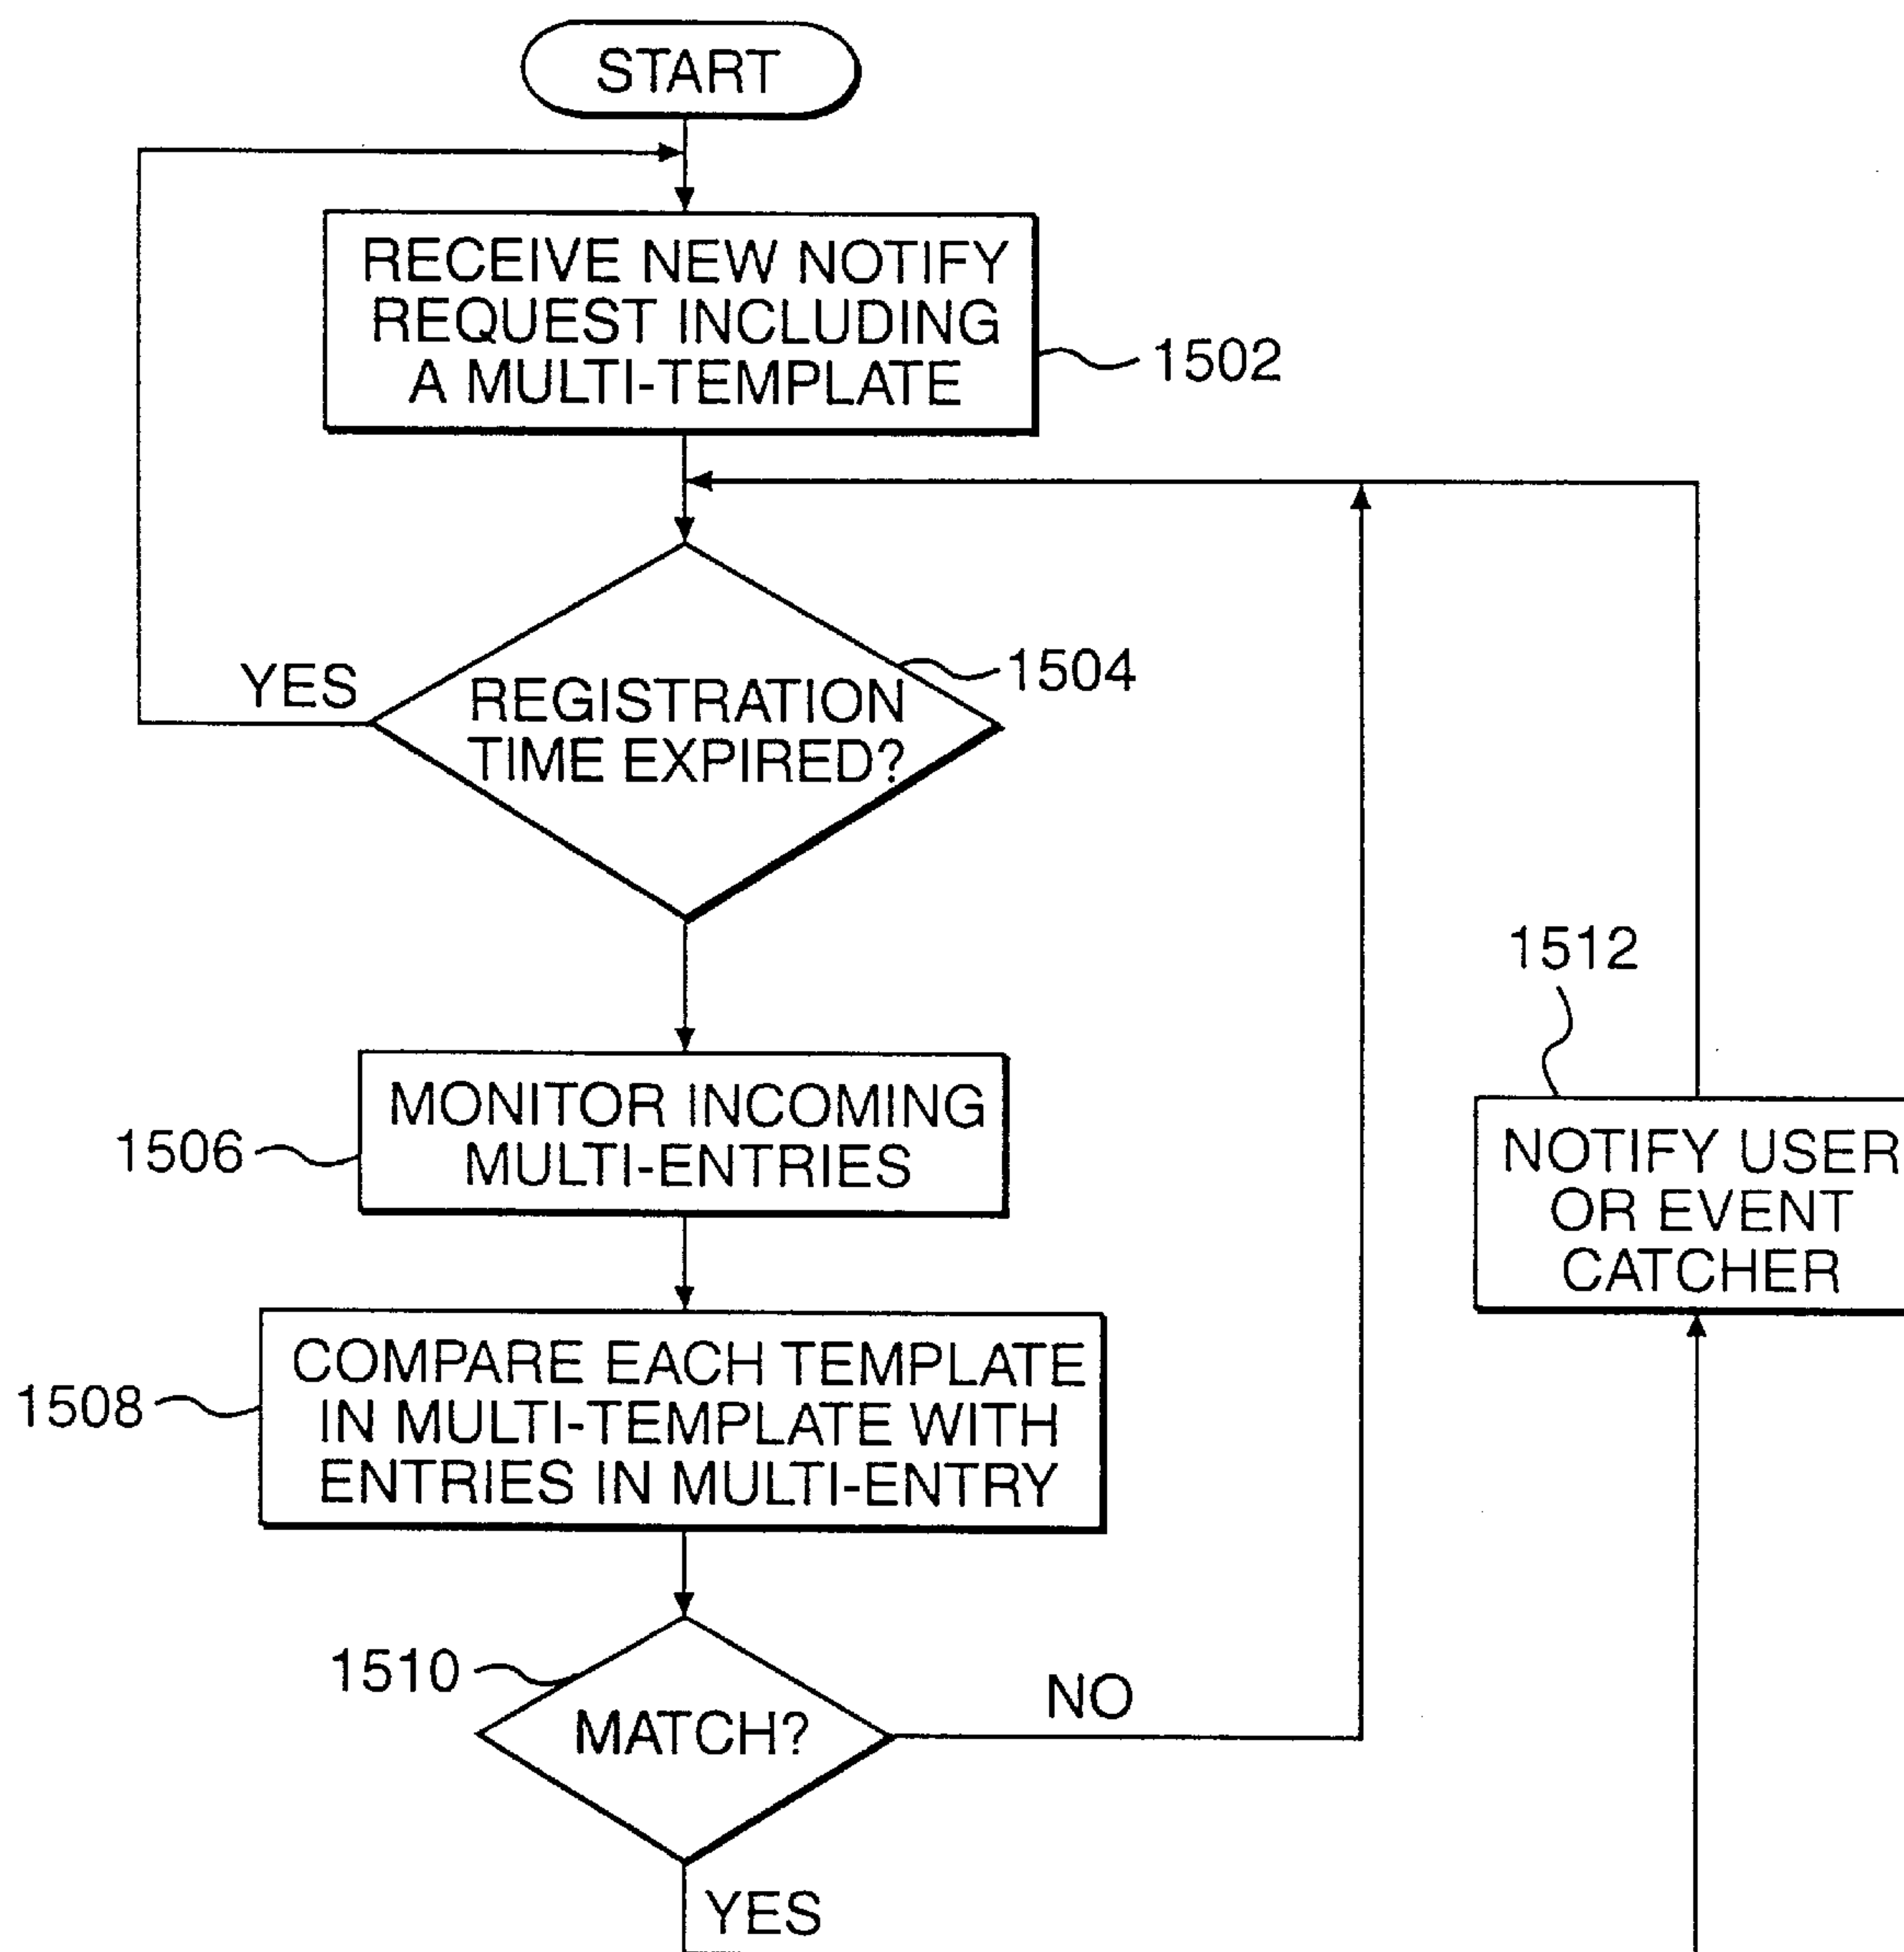 START
RECEIVE NEW NOTIFY
REQUEST INCLUDING
A MULTI-TEMPLATE
1502
YES
REGISTRATION
TIME EXPIRED?
1504
MONITOR INCOMING
MULTI-ENTRIES
1506
1512
NOTIFY USER
OR EVENT
CATCHER
COMPARE EACH TEMPLATE
IN MULTI-TEMPLATE WITH
ENTRIES IN MULTI-ENTRY
1508
1510
MATCH?
NO
YES